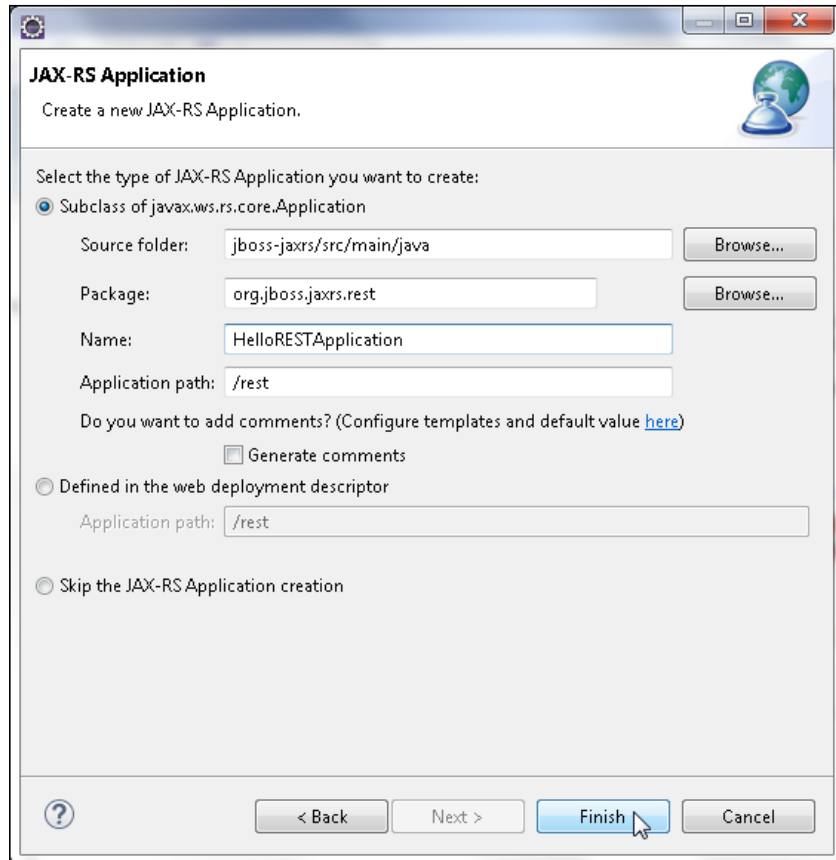 JAX-RS Application
Create a new JAX-RS Application.
Select the type of JAX-RS Application you want to create:
Subclass of javax.ws.rs.core.Application
Source folder: jboss-jaxrs/src/main/java Browse...
Package: org.jboss.jaxrs.rest Browse...
Name: HelloRESTApplication
Application path: /rest
Do you want to add comments? (Configure templates and default value here)
Generate comments
Defined in the web deployment descriptor
Application path: /rest
Skip the JAX-RS Application creation
? < Back Next > Finish Cancel